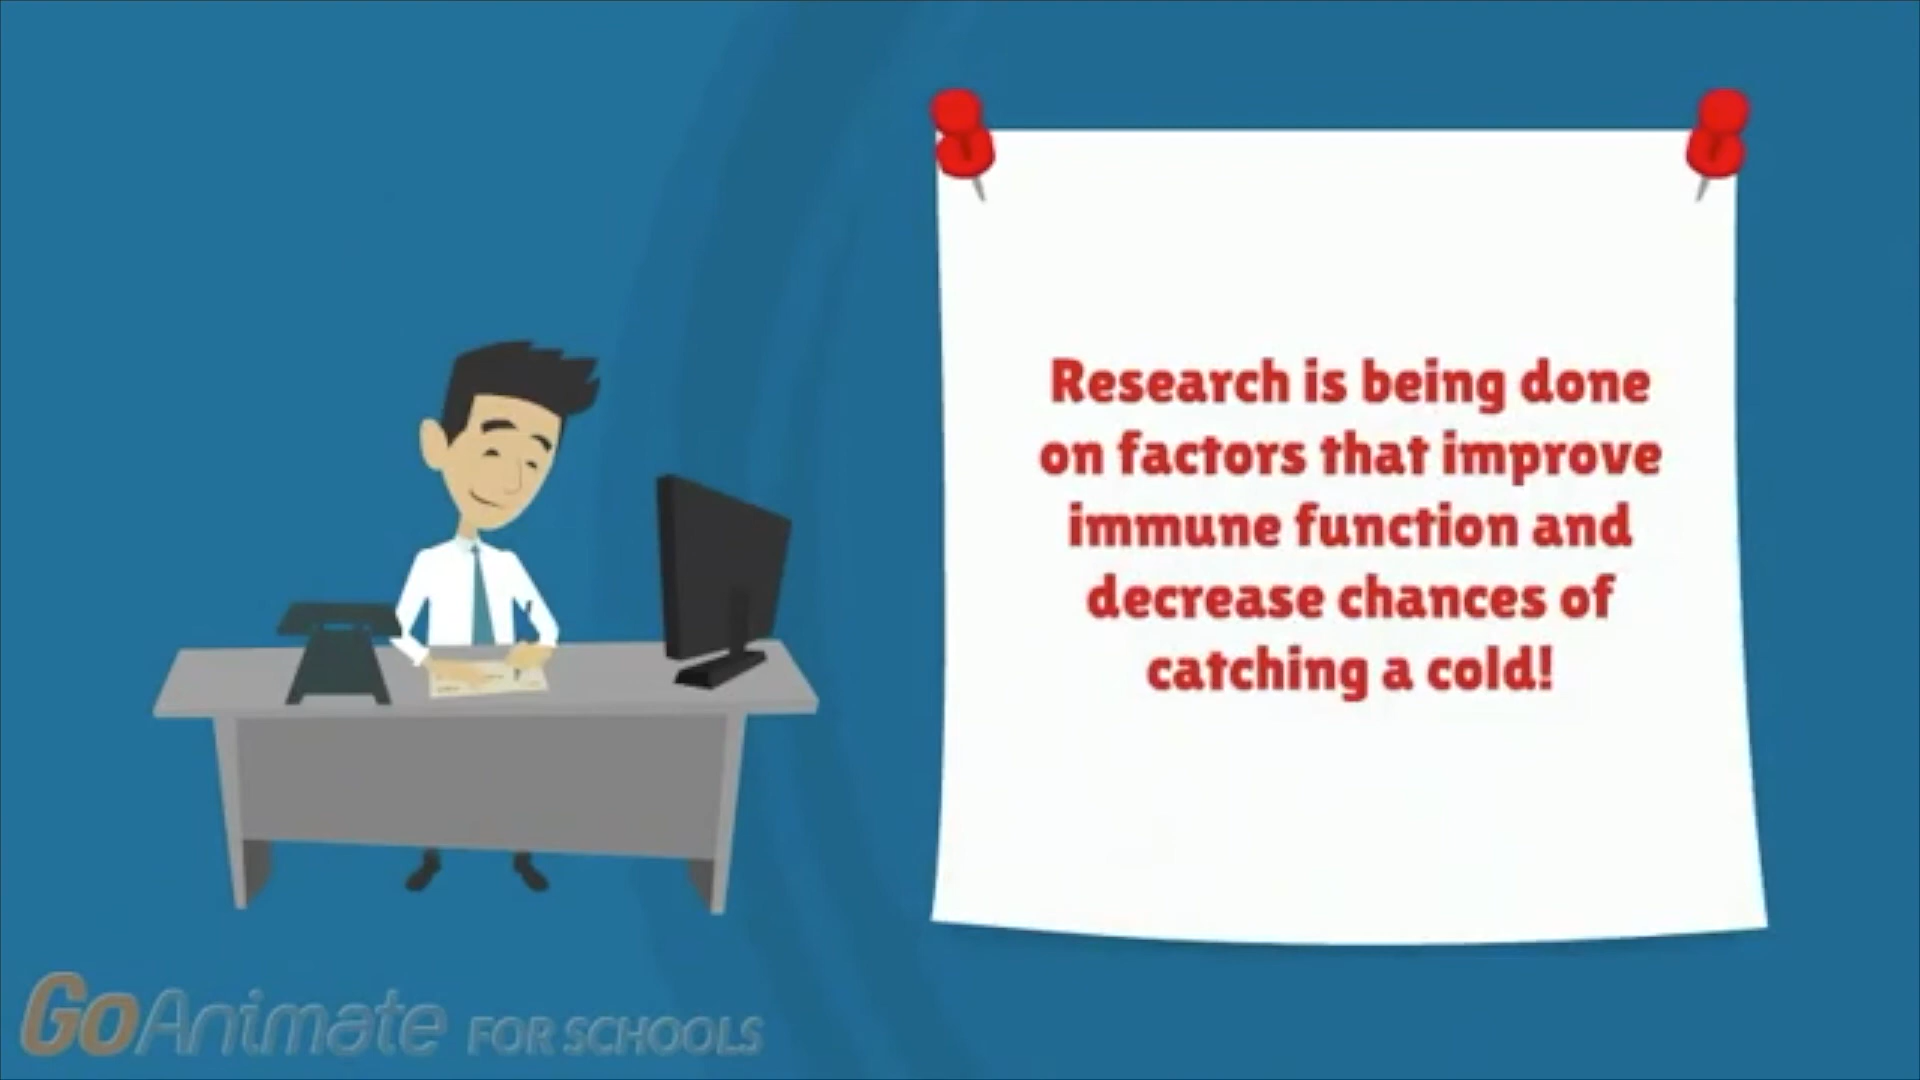 Research is being done
on factors that improve
immune function and
decrease chances of
catching a cold!
GoAnimate FOR SCHOOLS